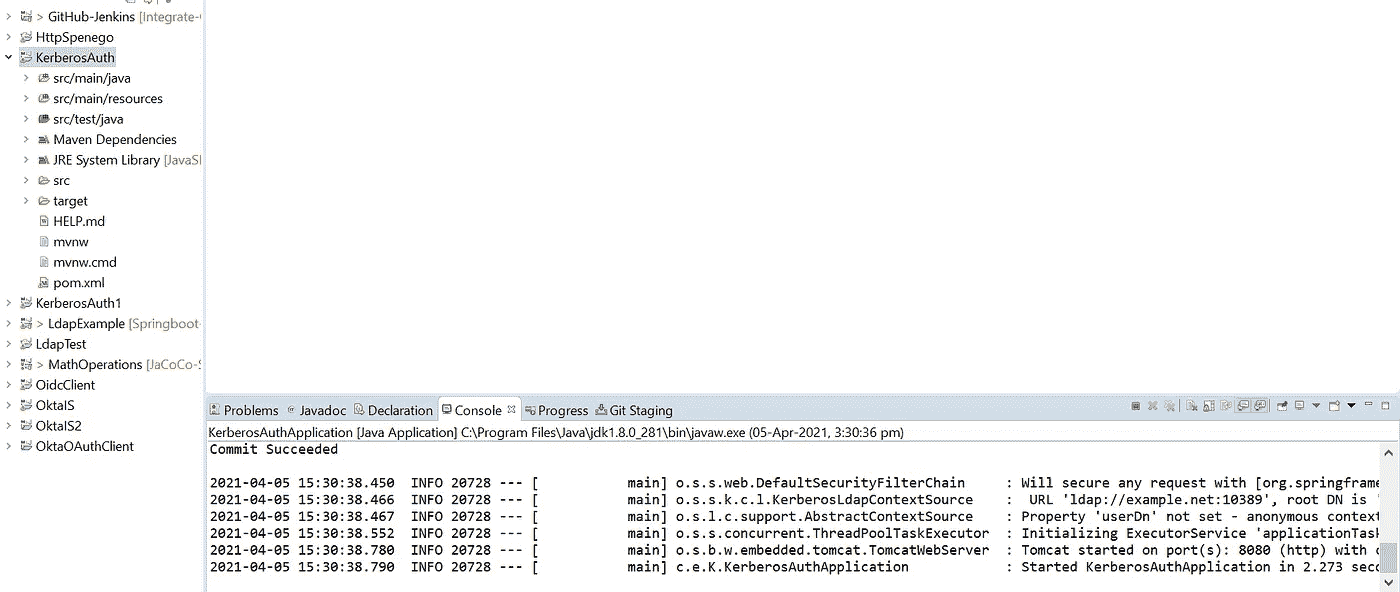 > GitHub-Jenkins [Integrate-
HttpSpenego
KerberosAuth
src/main/java
src/main/resources
src/test/java
Maven Dependencies
JRE System Library [JavaSI
src
target
HELP.md
mvnw
mvnw.cmd
pom.xml
KerberosAuth1
> LdapExample [Springboot-
LdapTest
> MathOperations [JaCoCo-S
OidcClient
OktaIS
OktaIS2
OktaOAuthClient
Problems @ Javadoc Declaration Console Progress Git Staging
KerberosAuthApplication [Java Application] C:\Program Files\Java\jdk1.8.0_281\bin\javaw.exe (05-Apr-2021, 3:30:36 pm)
Commit Succeeded
2021-04-05 15:30:38.450 INFO 20728 --- [ main] o.s.s.web.DefaultSecurityFilterChain : Will secure any request with [org.springframe
2021-04-05 15:30:38.466 INFO 20728 --- [ main] o.s.s.k.c.l.KerberosLdapContextSource : URL 'ldap://example.net:10389', root DN is '
2021-04-05 15:30:38.467 INFO 20728 --- [ main] o.s.l.c.support.AbstractContextSource : Property 'userDn' not set - anonymous context
2021-04-05 15:30:38.552 INFO 20728 --- [ main] o.s.s.concurrent.ThreadPoolTaskExecutor : Initializing ExecutorService 'applicationTask
2021-04-05 15:30:38.780 INFO 20728 --- [ main] o.s.b.w.embedded.tomcat.TomcatWebServer : Tomcat started on port(s): 8080 (http) with c
2021-04-05 15:30:38.790 INFO 20728 --- [ main] c.e.K.KerberosAuthApplication : Started KerberosAuthApplication in 2.273 seco